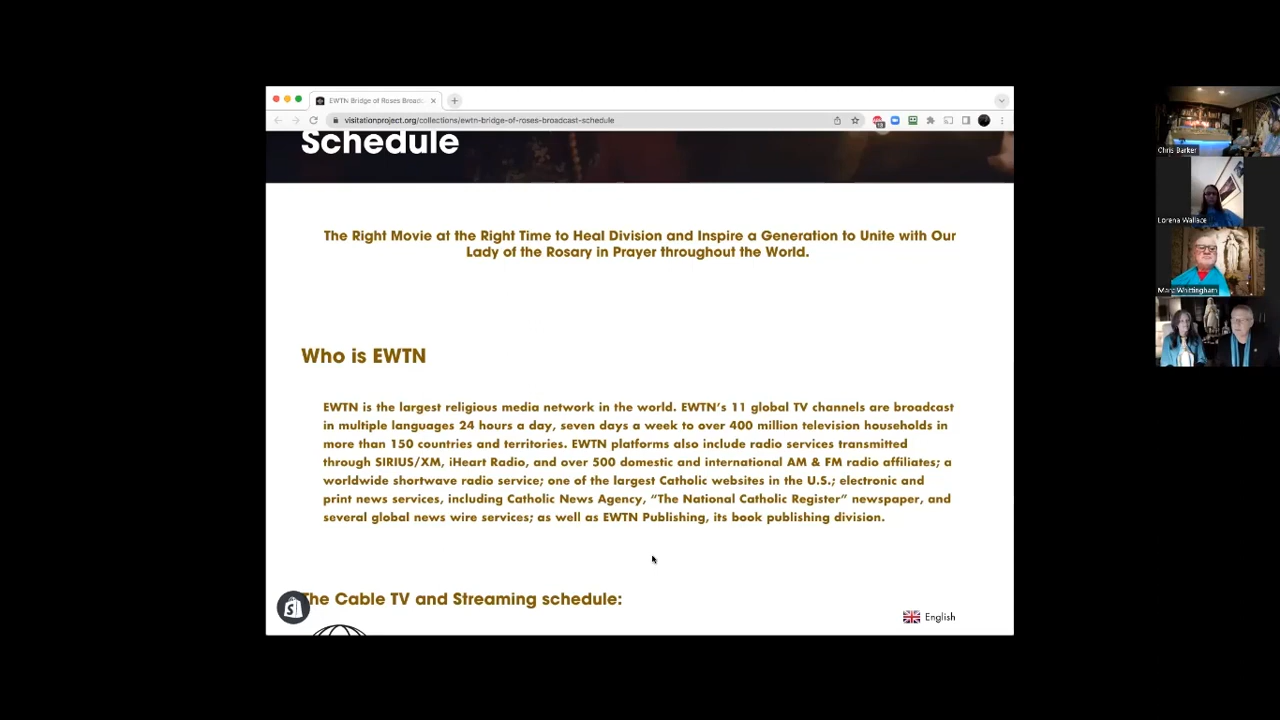 EWTN Bridge of Roses Broadc
visitationproject.org/collections/ewtn-bridge-of-roses-broadcast-schedule
Schedule
The Right Movie at the Right Time to Heal Division and Inspire a Generation to Unite with Our
Lady of the Rosary in Prayer throughout the World.
Who is EWTN
EWTN is the largest religious media network in the world. EWTN's 11 global TV channels are broadcast
in multiple languages 24 hours a day, seven days a week to over 400 million television households in
more than 150 countries and territories. EWTN platforms also include radio services transmitted
through SIRIUS/XM, iHeart Radio, and over 500 domestic and international AM & FM radio affiliates; a
worldwide shortwave radio service; one of the largest Catholic websites in the U.S.; electronic and
print news services, including Catholic News Agency, “The National Catholic Register” newspaper, and
several global news wire services; as well as EWTN Publishing, its book publishing division.
The Cable TV and Streaming schedule:
English
Chris Barker
Lorena Wallace
Whittingham